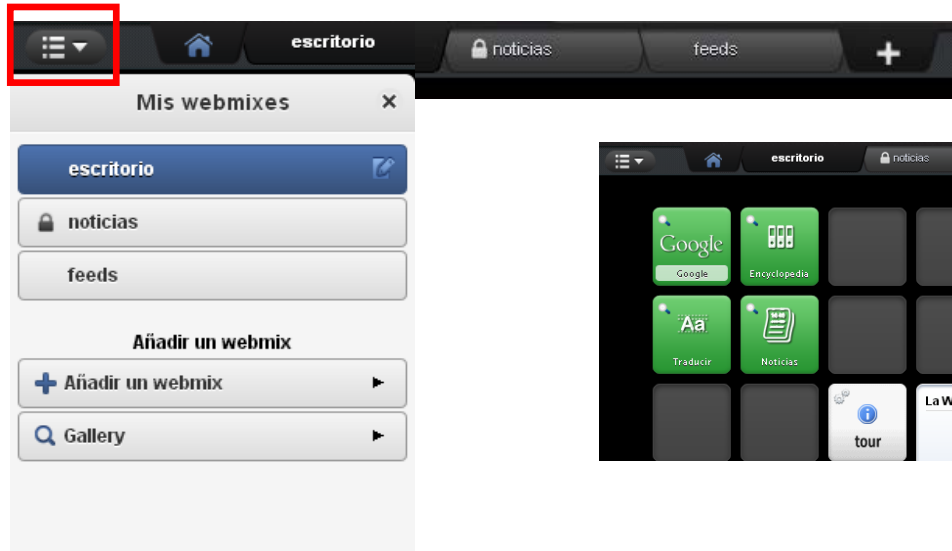 escritorio
noticias
feeds
Mis webmixes
escritorio
noticias
feeds
Añadir un webmix
Añadir un webmix
Gallery
escritorio
noticias
Google
Google
Encyclopedia
Aa
Traducir
Noticias
tour
La W